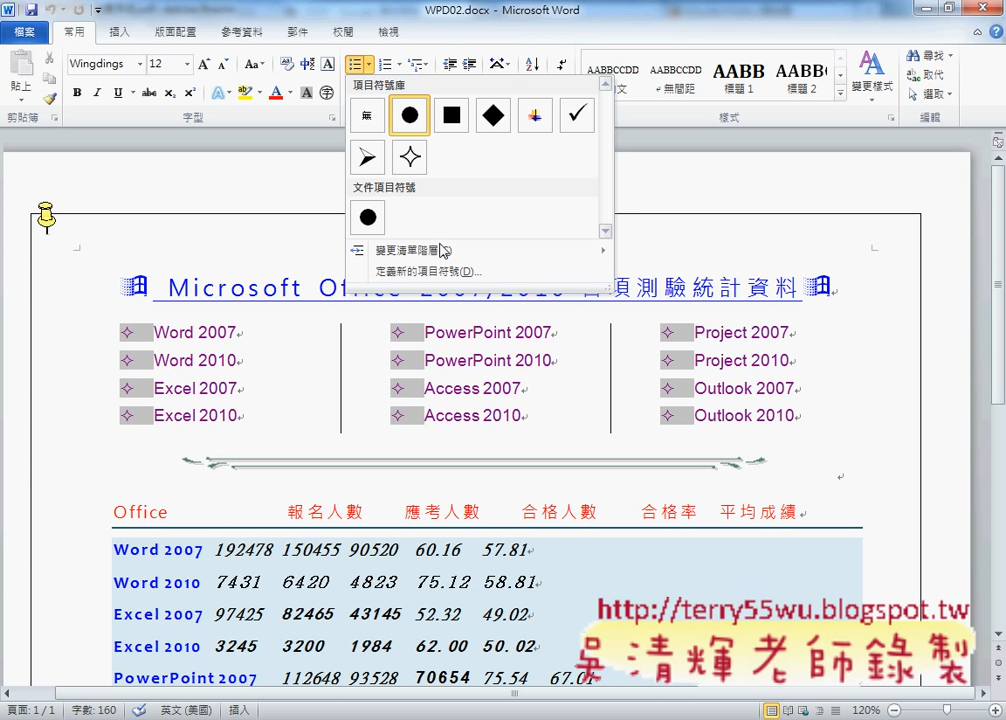 WPD02.docx - Microsoft Word
檔案 常用 插入 版面配置 參考資料 郵件 校閱 檢視
Wingdings 12
貼上
剪貼簿 字型 樣式 編輯
AABBCCDD AABBCCDD AABB AABB
文 無間距 標題 1 標題 2
變更樣式
尋找
取代
選取
項目符號庫
無
文件項目符號
變更清單階層
定義新的項目符號(D)...
Microsoft Office 2007/2010 各項測驗統計資料
Word 2007 PowerPoint 2007 Project 2007
Word 2010 PowerPoint 2010 Project 2010
Excel 2007 Access 2007 Outlook 2007
Excel 2010 Access 2010 Outlook 2010
Office 報名人數 應考人數 合格人數 合格率 平均成績
Word 2007 192478 150455 90520 60.16 57.81
Word 2010 7431 6420 4823 75.12 58.81
Excel 2007 97425 82465 43145 52.32 49.02
Excel 2010 3245 3200 1984 62.00 50.02
PowerPoint 2007 112648 93528 70654 75.54 67.01
http://terry55wu.blogspot.tw
吳清輝老師錄製
頁面: 1 / 1 字數: 160 英文 (美國) 插入 120%